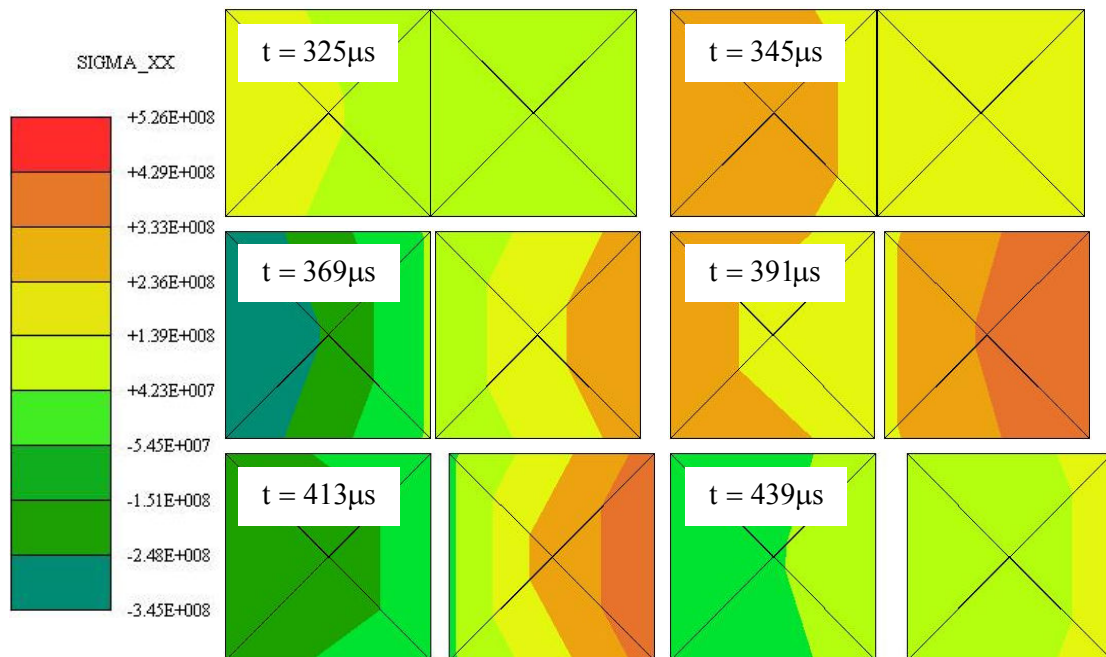 t = 325μs
t = 345μs
SIGMA_XX
+5.26E+008
+4.29E+008
+3.33E+008
+2.36E+008
+1.39E+008
+4.23E+007
-5.45E+007
-1.51E+008
-2.48E+008
-3.45E+008
t = 369μs
t = 391μs
t = 413μs
t = 439μs